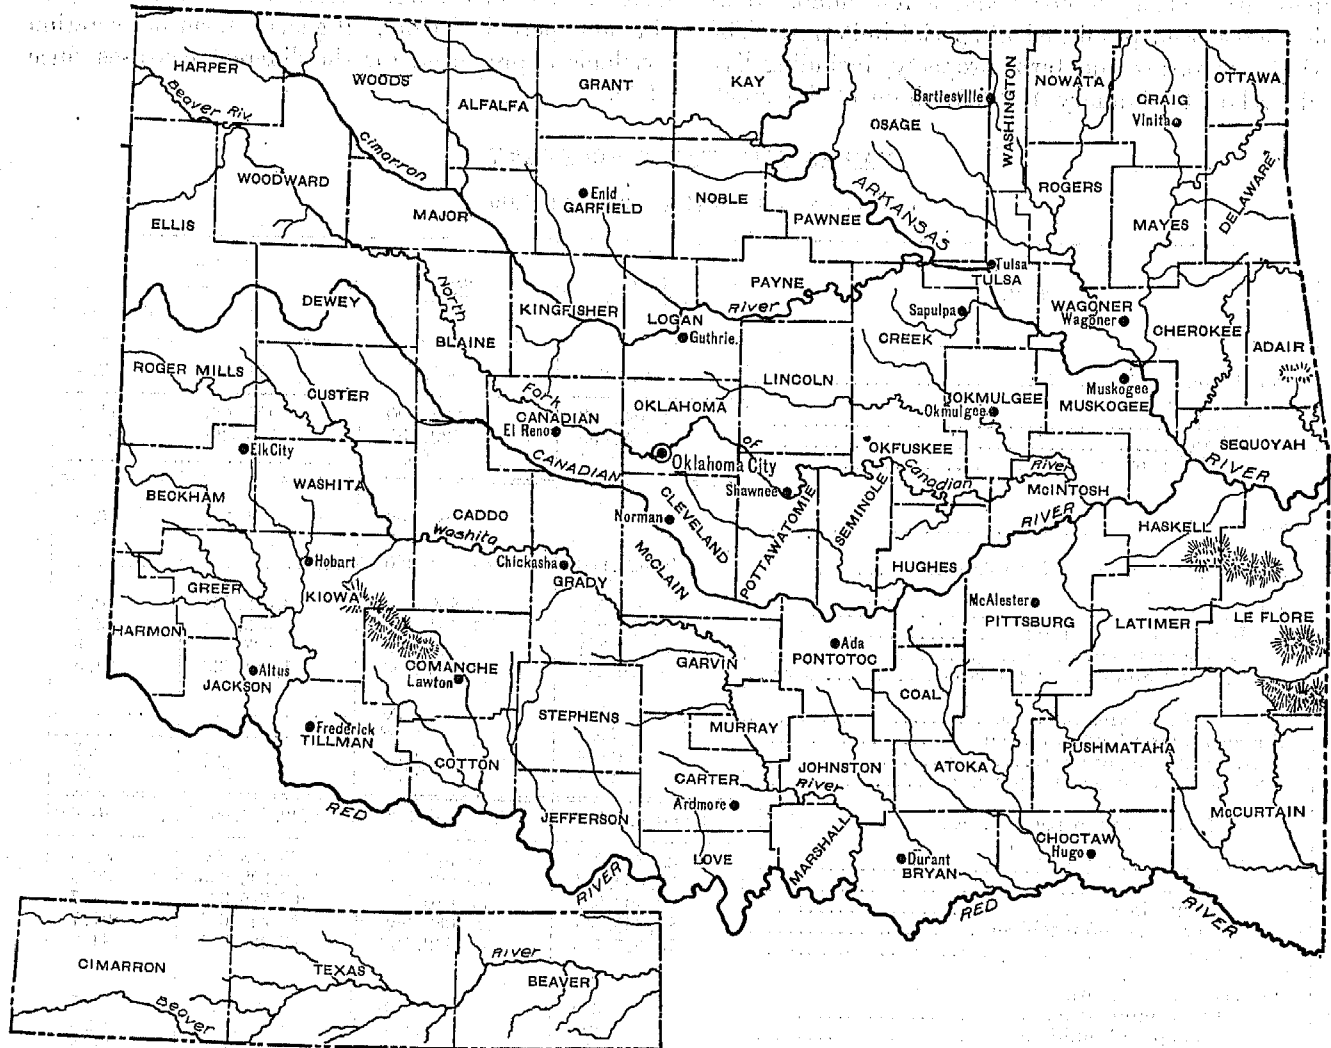 HARPER
WOODS
ALFALFA
GRANT
KAY
Bartlesville
OSAGE
WASHINGTON
NOWATA
CRAIG
Vinita
OTTAWA
Beaver Riv.
Cimarron
WOODWARD
ELLIS
MAJOR
Enid
GARFIELD
NOBLE
PAWNEE
ARKANSAS
ROGERS
MAYES
DELAWARE
DEWEY
North
BLAINE
KINGFISHER
LOGAN
Guthrie.
PAYNE
River
Tulsa
TULSA
Sapulpa
CREEK
WAGONER
Wagoner
CHEROKEE
ADAIR
ROGER MILLS
CUSTER
Fork
CANADIAN
El Reno
OKLAHOMA
LINCOLN
OKMULGEE
Okmulgee
Muskogee
MUSKOGEE
SEQUOYAH
RIVER
Elk City
BECKHAM
WASHITA
CANADIAN
Oklahoma City
of
Shawnee
OKFUSKEE
Canadian
River
McINTOSH
RIVER
HASKELL
CADDO
Washita
Norman
CLEVELAND
McCLAIN
POTTAWATOMIE
SEMINOLE
HUGHES
Hobart
GREER
KIOWA
Chickasha
GRADY
McAlester
PITTSBURG
LATIMER
LE FLORE
HARMON
Altus
JACKSON
COMANCHE
Lawton
GARVIN
Ada
PONTOTOC
COAL
Frederick
TILLMAN
COTTON
STEPHENS
MURRAY
CARTER
Ardmore
JOHNSTON
River
ATOKA
PUSHMATAHA
McCURTAIN
RED
JEFFERSON
LOVE
MARSHALL
Durant
BRYAN
CHOCTAW
Hugo
RIVER
RED
RIVER
CIMARRON
Beaver
TEXAS
River
BEAVER